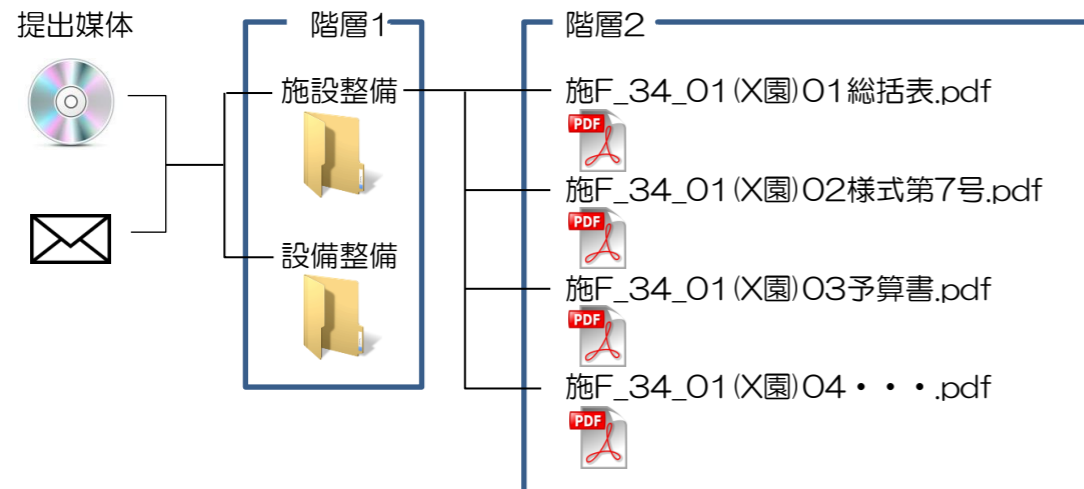 提出媒体
階層1
階層2
施設整備
設備整備
施F_34_01(X園)01総括表.pdf
PDF
施F_34_01(X園)02様式第7号.pdf
PDF
施F_34_01(X園)03予算書.pdf
PDF
施F_34_01(X園)04・・・.pdf
PDF